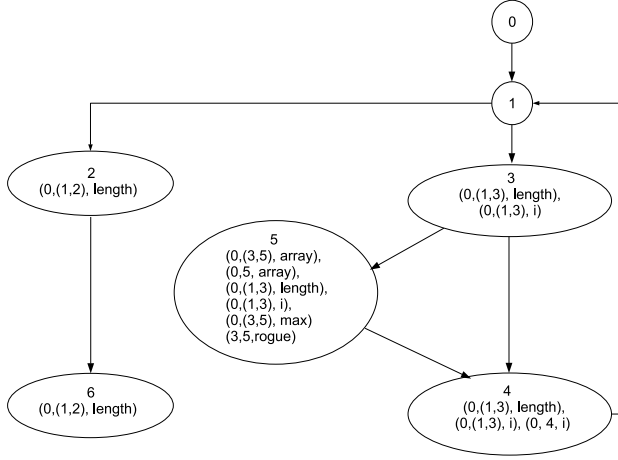 0
1
2
(0,(1,2), length)
3
(0,(1,3), length),
(0,(1,3), i)
5
(0,(3,5), array),
(0,5, array),
(0,(1,3), length),
(0,(1,3), i),
(0,(3,5), max)
(3,5,rogue)
6
(0,(1,2), length)
4
(0,(1,3), length),
(0,(1,3), i), (0, 4, i)